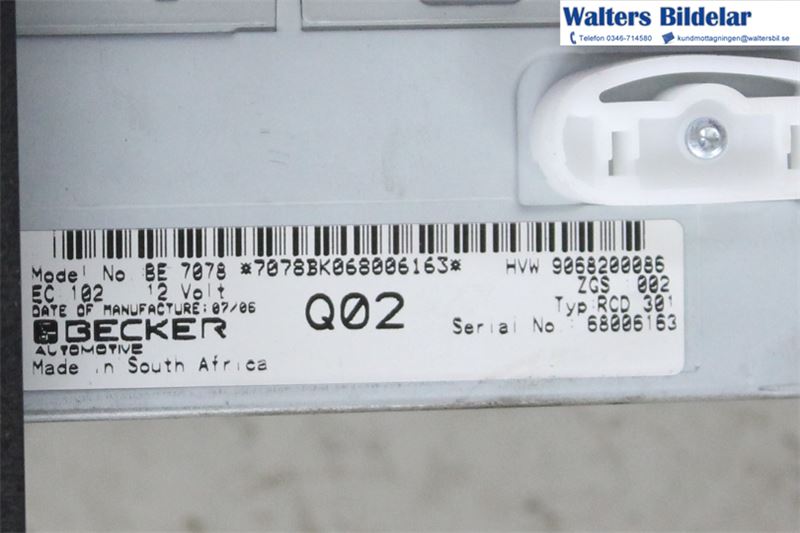 Walters Bildelar
Telefon 0346-714580 kundmottagningen@waltersbil.se
Model No BE 7078 *7078BK068006163* HVW 9068200086
EC 102 12 Volt ZGS 002
DATE OF MANUFACTURE:07/06 Q02 Typ:RCD 301
BECKER Serial No.: 68006163
AUTOMOTIVE
Made in South Africa